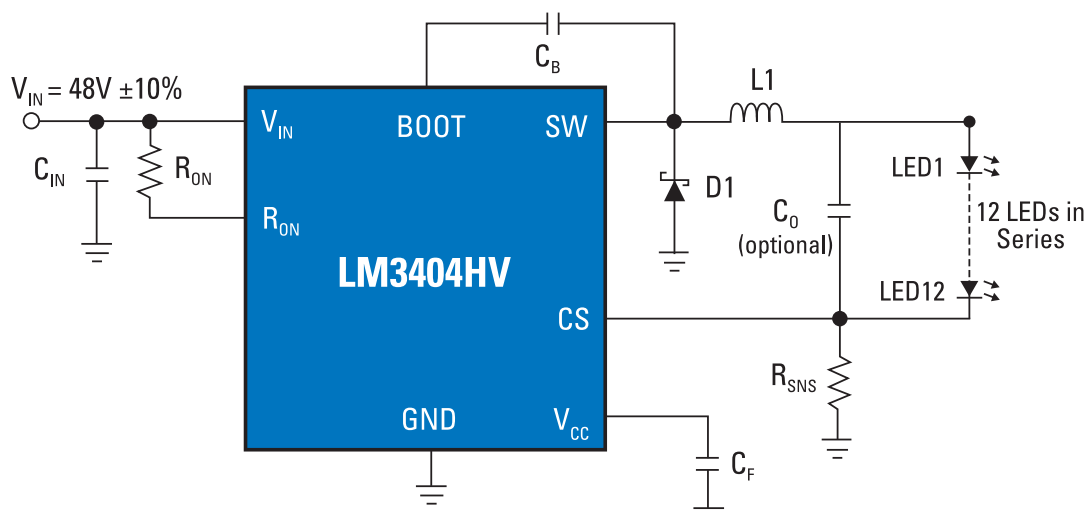 C_B
L1
V_IN = 48V ±10%
V_IN
BOOT
SW
C_IN
R_ON
D1
LED1
R_ON
C_O
(optional)
12 LEDs in
Series
LM3404HV
LED12
CS
R_SNS
GND
V_CC
C_F